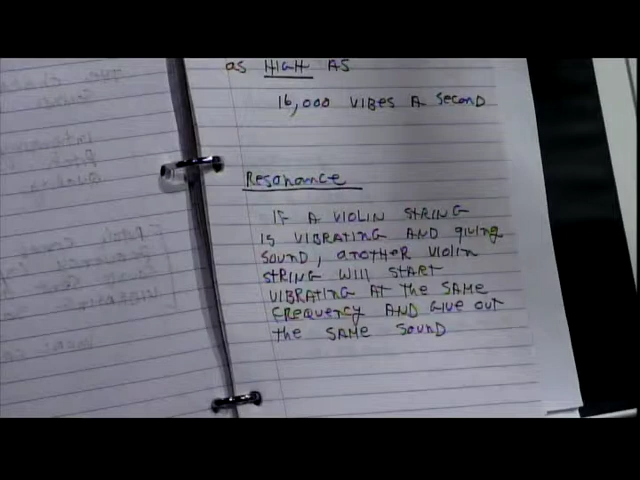 as HIGH AS
16,000 VIBES A SECOND
Resonance
IF A VIOLIN STRING
IS VIBRATING AND giving
SOUND, another violin
STRING WILL START
VIBRATING AT the SAME
FREQUENCY AND GIVE out
the SAME SOUND